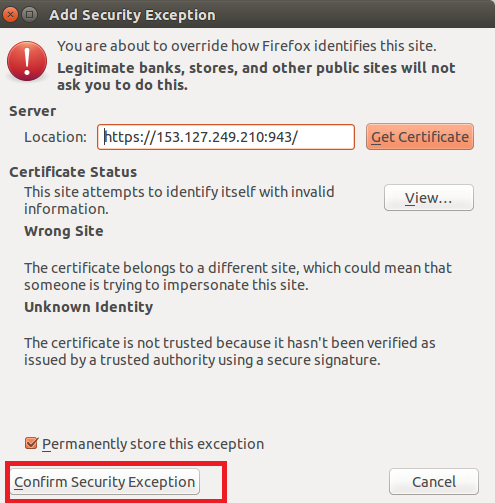 Add Security Exception
You are about to override how Firefox identifies this site.
Legitimate banks, stores, and other public sites will not
ask you to do this.
Server
Location: https://153.127.249.210:943/ Get Certificate
Certificate Status
This site attempts to identify itself with invalid
information.
View...
Wrong Site
The certificate belongs to a different site, which could mean that
someone is trying to impersonate this site.
Unknown Identity
The certificate is not trusted because it hasn't been verified as
issued by a trusted authority using a secure signature.
Permanently store this exception
Confirm Security Exception Cancel